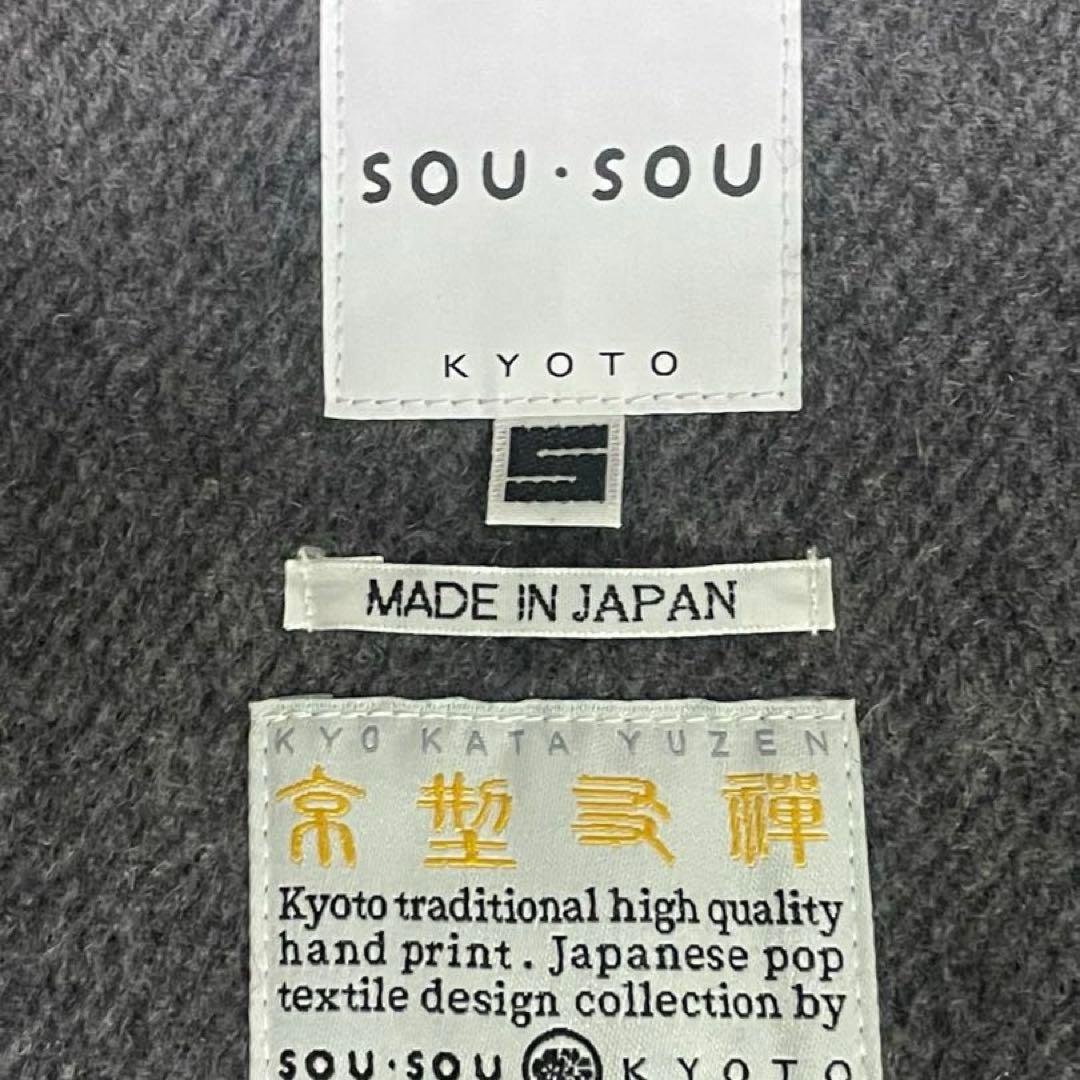 SOU・SOU
KYOTO
S
MADE IN JAPAN
KYO KATA YUZEN
京型友禅
Kyoto traditional high quality
hand print. Japanese pop
textile design collection by
SOU・SOU KYOTO